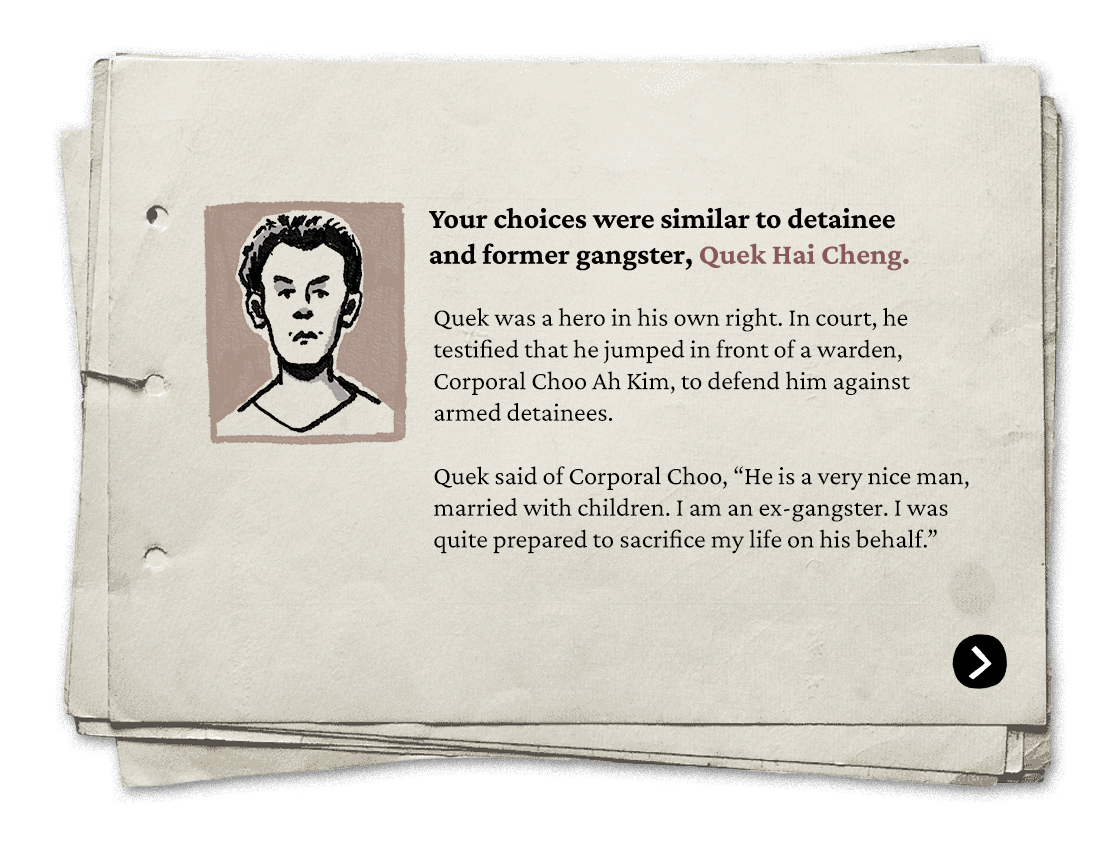 Your choices were similar to detainee
and former gangster, Quek Hai Cheng.
Quek was a hero in his own right. In court, he
testified that he jumped in front of a warden,
Corporal Choo Ah Kim, to defend him against
armed detainees.
Quek said of Corporal Choo, “He is a very nice man,
married with children. I am an ex-gangster. I was
quite prepared to sacrifice my life on his behalf.”